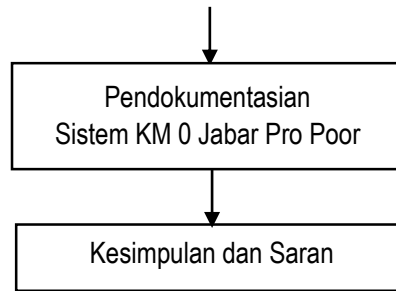 Pendokumentasian
Sistem KM 0 Jabar Pro Poor
Kesimpulan dan Saran